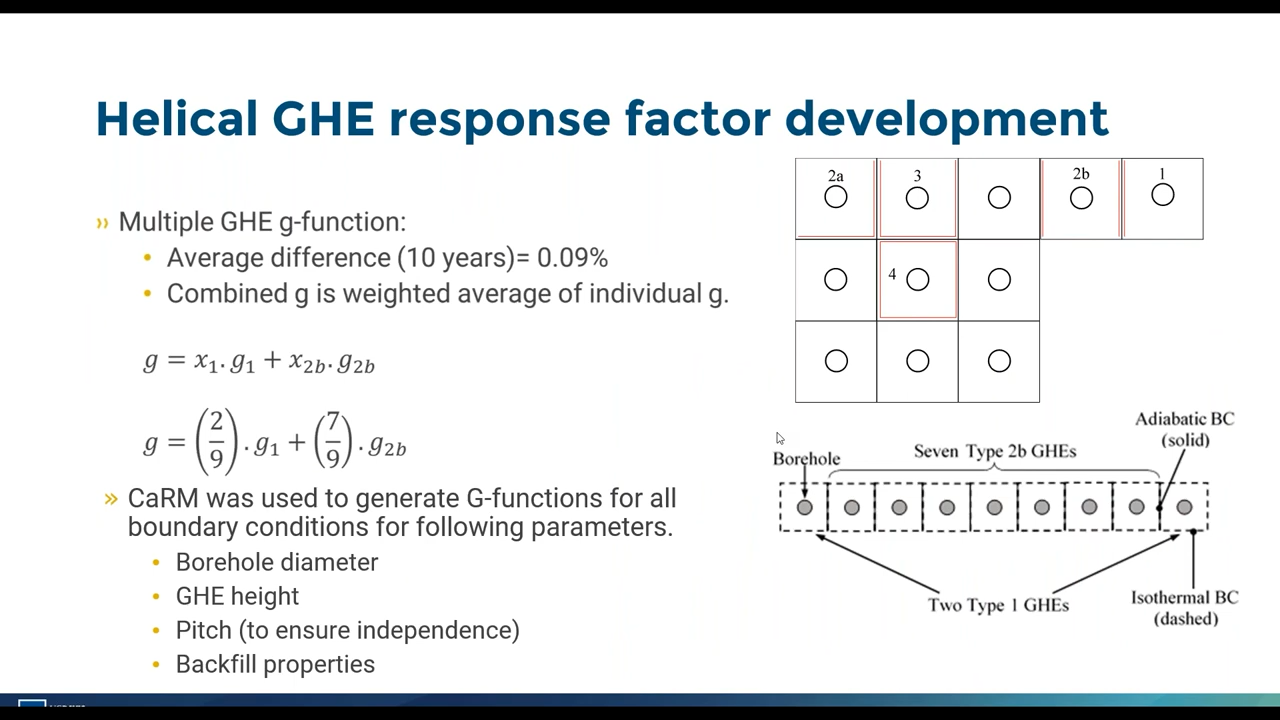 Helical GHE response factor development
» Multiple GHE g-function:
• Average difference (10 years)= 0.09%
• Combined g is weighted average of individual g.
g = x₁. g₁ + x₂b. g₂b
g = (2/9) . g₁ + (7/9) . g₂b
» CaRM was used to generate G-functions for all
boundary conditions for following parameters.
• Borehole diameter
• GHE height
• Pitch (to ensure independence)
• Backfill properties
2a 3 2b 1
4
Adiabatic BC
(solid)
Borehole
Seven Type 2b GHEs
Two Type 1 GHEs
Isothermal BC
(dashed)